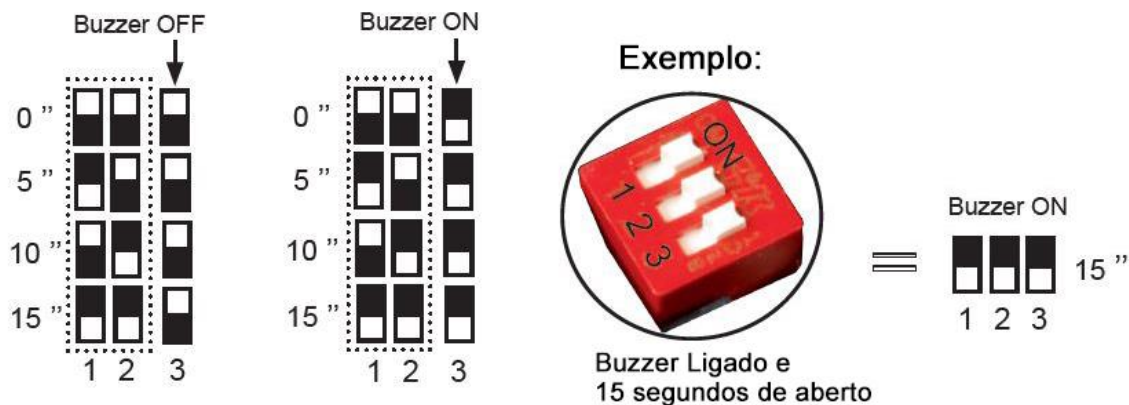 Buzzer OFF
0 ”
5 ”
10 ”
15 ”
1 2 3
Buzzer ON
0 ”
5 ”
10 ”
15 ”
1 2 3
Exemplo:
ON
1 2 3
Buzzer Ligado e
15 segundos de aberto
=
Buzzer ON
15 ”
1 2 3